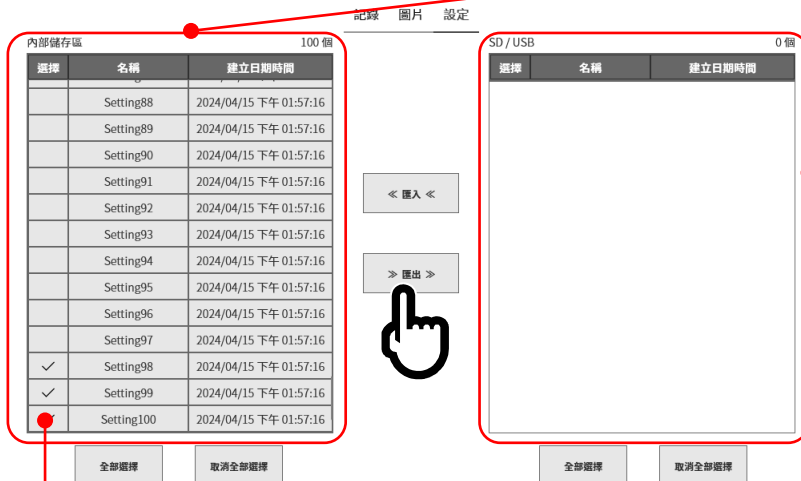 記錄 圖片 設定
內部儲存區 100 個
選擇 名稱 建立日期時間
Setting88 2024/04/15 下午 01:57:16
Setting89 2024/04/15 下午 01:57:16
Setting90 2024/04/15 下午 01:57:16
Setting91 2024/04/15 下午 01:57:16
Setting92 2024/04/15 下午 01:57:16
Setting93 2024/04/15 下午 01:57:16
Setting94 2024/04/15 下午 01:57:16
Setting95 2024/04/15 下午 01:57:16
Setting96 2024/04/15 下午 01:57:16
Setting97 2024/04/15 下午 01:57:16
✓ Setting98 2024/04/15 下午 01:57:16
✓ Setting99 2024/04/15 下午 01:57:16
✓ Setting100 2024/04/15 下午 01:57:16
全部選擇 取消全部選擇
≪ 匯入 ≪
≫ 匯出 ≫
SD / USB 0 個
選擇 名稱 建立日期時間
全部選擇 取消全部選擇